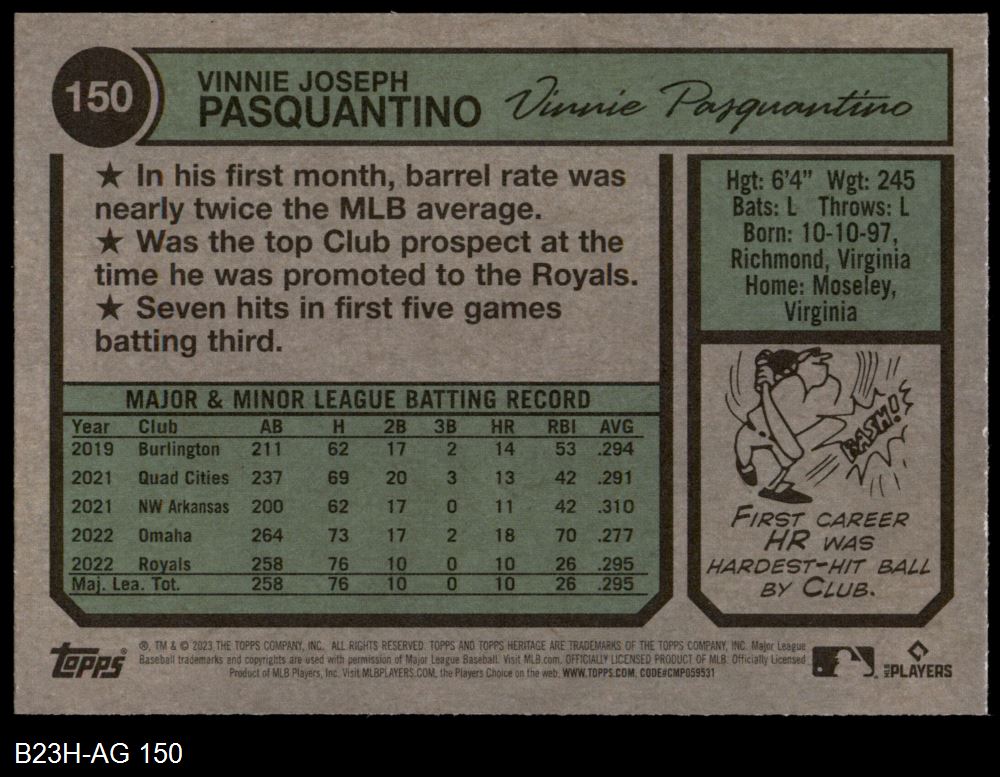 150
VINNIE JOSEPH
PASQUANTINO
Vinnie Pasquantino
★ In his first month, barrel rate was
nearly twice the MLB average.
★ Was the top Club prospect at the
time he was promoted to the Royals.
★ Seven hits in first five games
batting third.
Hgt: 6'4" Wgt: 245
Bats: L Throws: L
Born: 10-10-97,
Richmond, Virginia
Home: Moseley,
Virginia
MAJOR & MINOR LEAGUE BATTING RECORD
Year Club AB H 2B 3B HR RBI AVG
2019 Burlington 211 62 17 2 14 53 .294
2021 Quad Cities 237 69 20 3 13 42 .291
2021 NW Arkansas 200 62 17 0 11 42 .310
2022 Omaha 264 73 17 2 18 70 .277
2022 Royals 258 76 10 0 10 26 .295
Maj. Lea. Tot. 258 76 10 0 10 26 .295
BASH!
FIRST CAREER
HR WAS
HARDEST-HIT BALL
BY CLUB.
topps
®, TM & © 2023 THE TOPPS COMPANY, INC. ALL RIGHTS RESERVED. TOPPS AND TOPPS HERITAGE ARE TRADEMARKS OF THE TOPPS COMPANY, INC. Major League
Baseball trademarks and copyrights are used with permission of Major League Baseball. Visit MLB.com. OFFICIALLY LICENSED PRODUCT OF MLB. Officially Licensed
Product of MLB Players, Inc. Visit MLBPLAYERS.COM, the Players Choice on the web. WWW.TOPPS.COM. CODE#CMP059531
MLB PLAYERS
B23H-AG 150